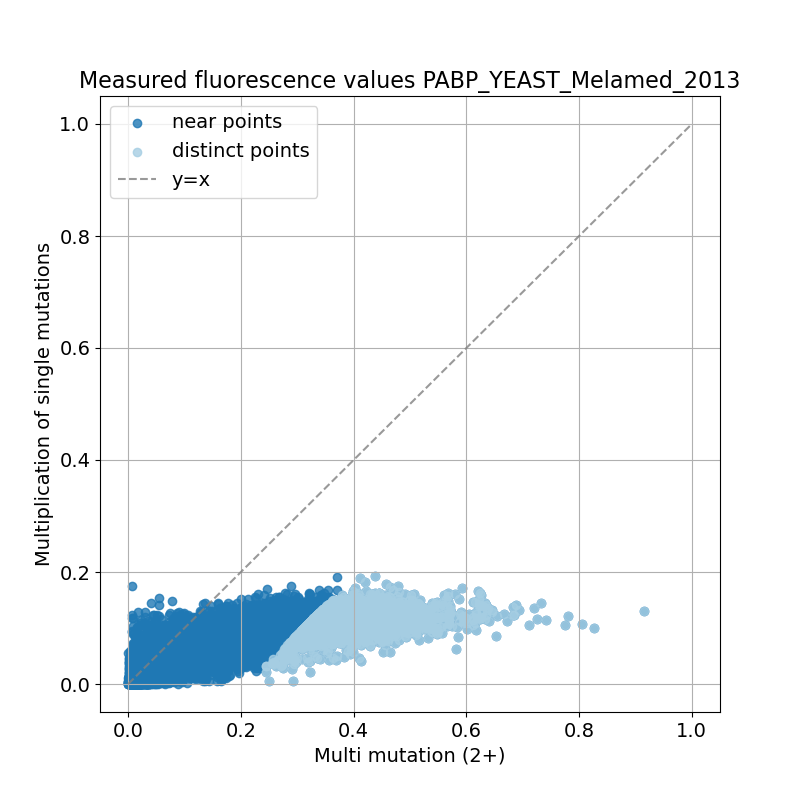 Measured fluorescence values PABP_YEAST_Melamed_2013
near points
distinct points
y=x
1.0
0.8
0.6
0.4
0.2
0.0
Multiplication of single mutations
0.0 0.2 0.4 0.6 0.8 1.0
Multi mutation (2+)